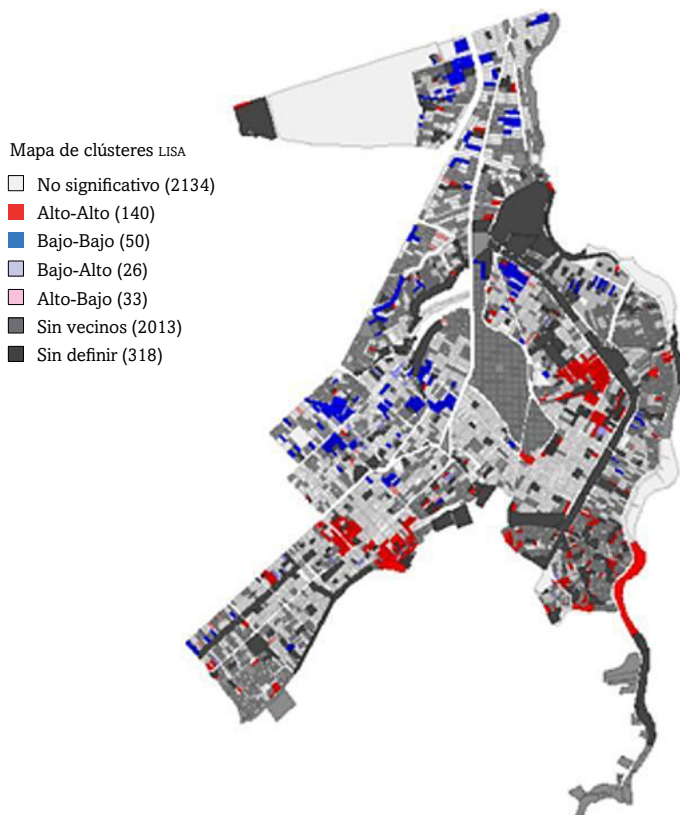 Mapa de clústeres LISA
No significativo (2134)
Alto-Alto (140)
Bajo-Bajo (50)
Bajo-Alto (26)
Alto-Bajo (33)
Sin vecinos (2013)
Sin definir (318)